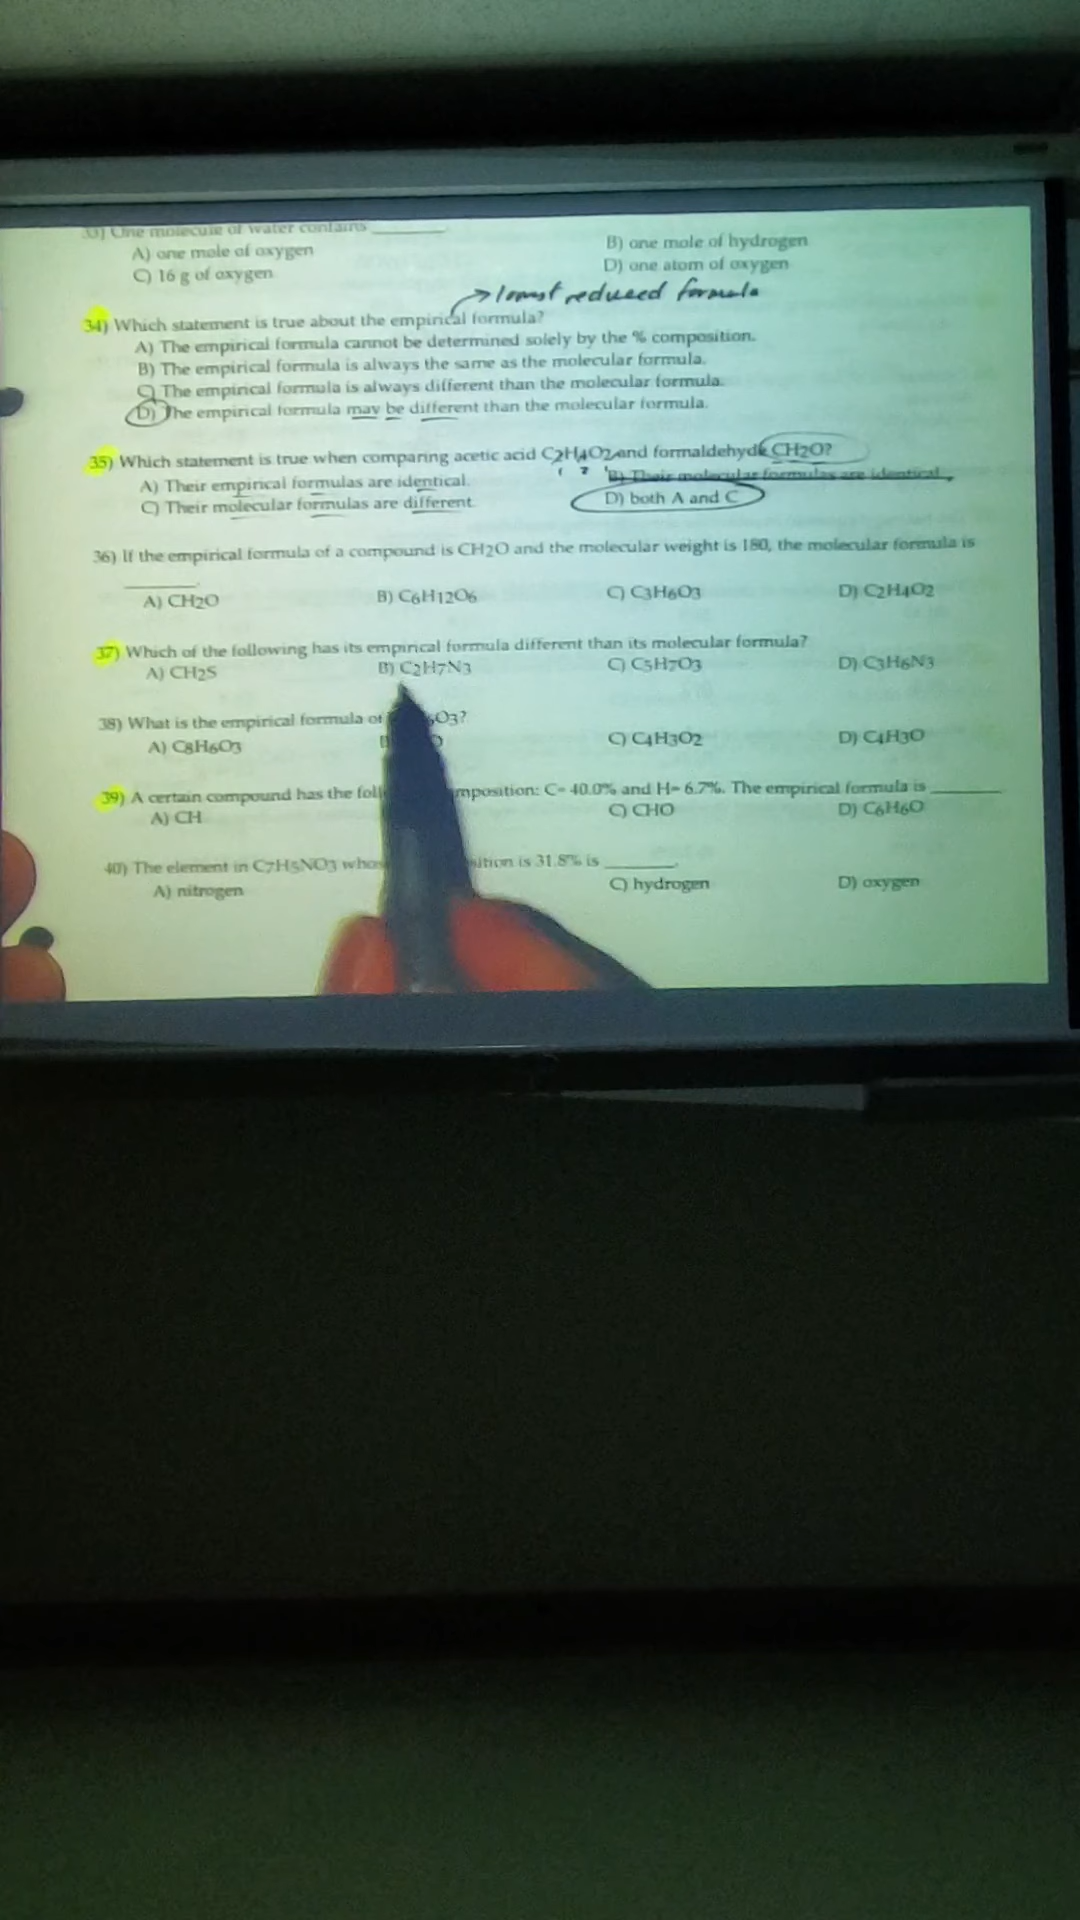 33) One molecule of water contains ________
A) one mole of oxygen B) one mole of hydrogen
C) 16 g of oxygen D) one atom of oxygen
lowest reduced formula
34) Which statement is true about the empirical formula?
A) The empirical formula cannot be determined solely by the % composition.
B) The empirical formula is always the same as the molecular formula.
C) The empirical formula is always different than the molecular formula.
D) The empirical formula may be different than the molecular formula.
35) Which statement is true when comparing acetic acid C2H4O2 and formaldehyde CH2O?
A) Their empirical formulas are identical. B) Their molecular formulas are identical.
C) Their molecular formulas are different. D) both A and C
36) If the empirical formula of a compound is CH2O and the molecular weight is 180, the molecular formula is
________.
A) CH2O B) C6H12O6 C) C3H6O3 D) C2H4O2
37) Which of the following has its empirical formula different than its molecular formula?
A) CH2S B) C2H7N3 C) C5H7O3 D) C3H6N3
38) What is the empirical formula of O3?
A) C8H6O3 C) C4H3O2 D) C4H3O
39) A certain compound has the mposition: C= 40.0% and H= 6.7%. The empirical formula is ________
A) CH C) CHO D) C6H6O
40) The element in C7H5NO3 whos sition is 31.8% is ________.
A) nitrogen C) hydrogen D) oxygen